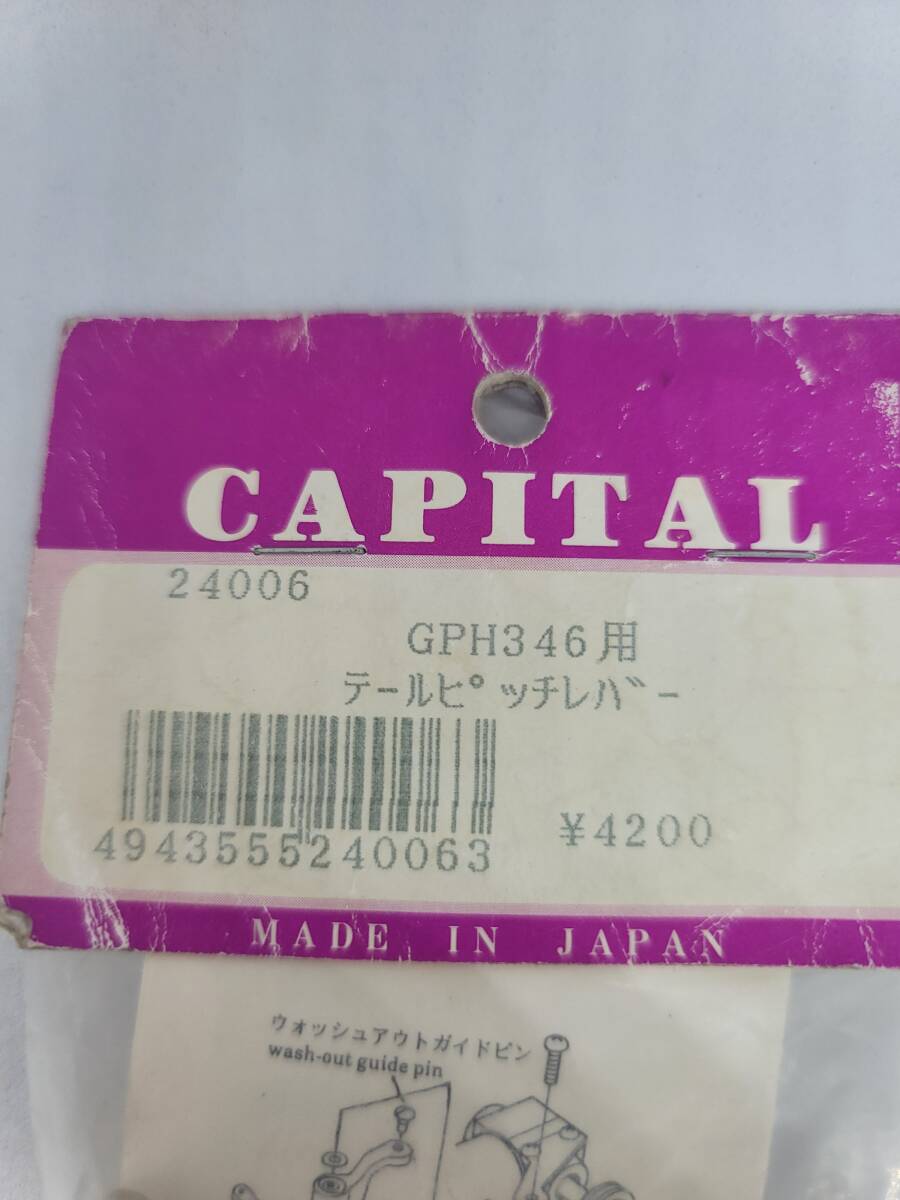 CAPITAL
24006
GPH346用
テールピッチレバー
4943555240063
¥4200
MADE IN JAPAN
ウォッシュアウトガイドピン
wash-out guide pin